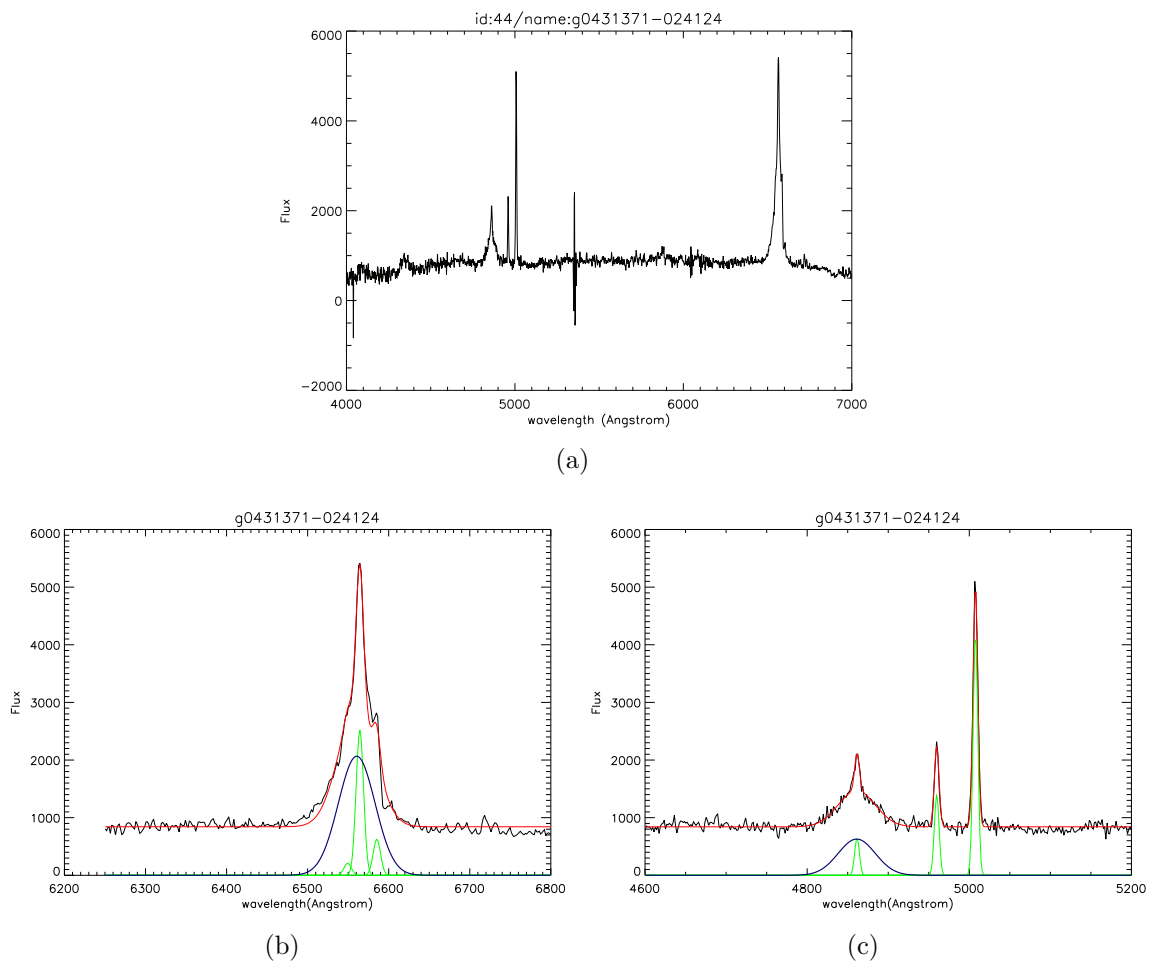 id:44/name:g0431371-024124
6000
4000
2000
0
-2000
Flux
4000 5000 6000 7000
wavelength (Angstrom)
(a)
g0431371-024124
6000
5000
4000
3000
2000
1000
0
Flux
6200 6300 6400 6500 6600 6700 6800
wavelength(Angstrom)
(b)
g0431371-024124
6000
5000
4000
3000
2000
1000
0
Flux
4600 4800 5000 5200
wavelength(Angstrom)
(c)